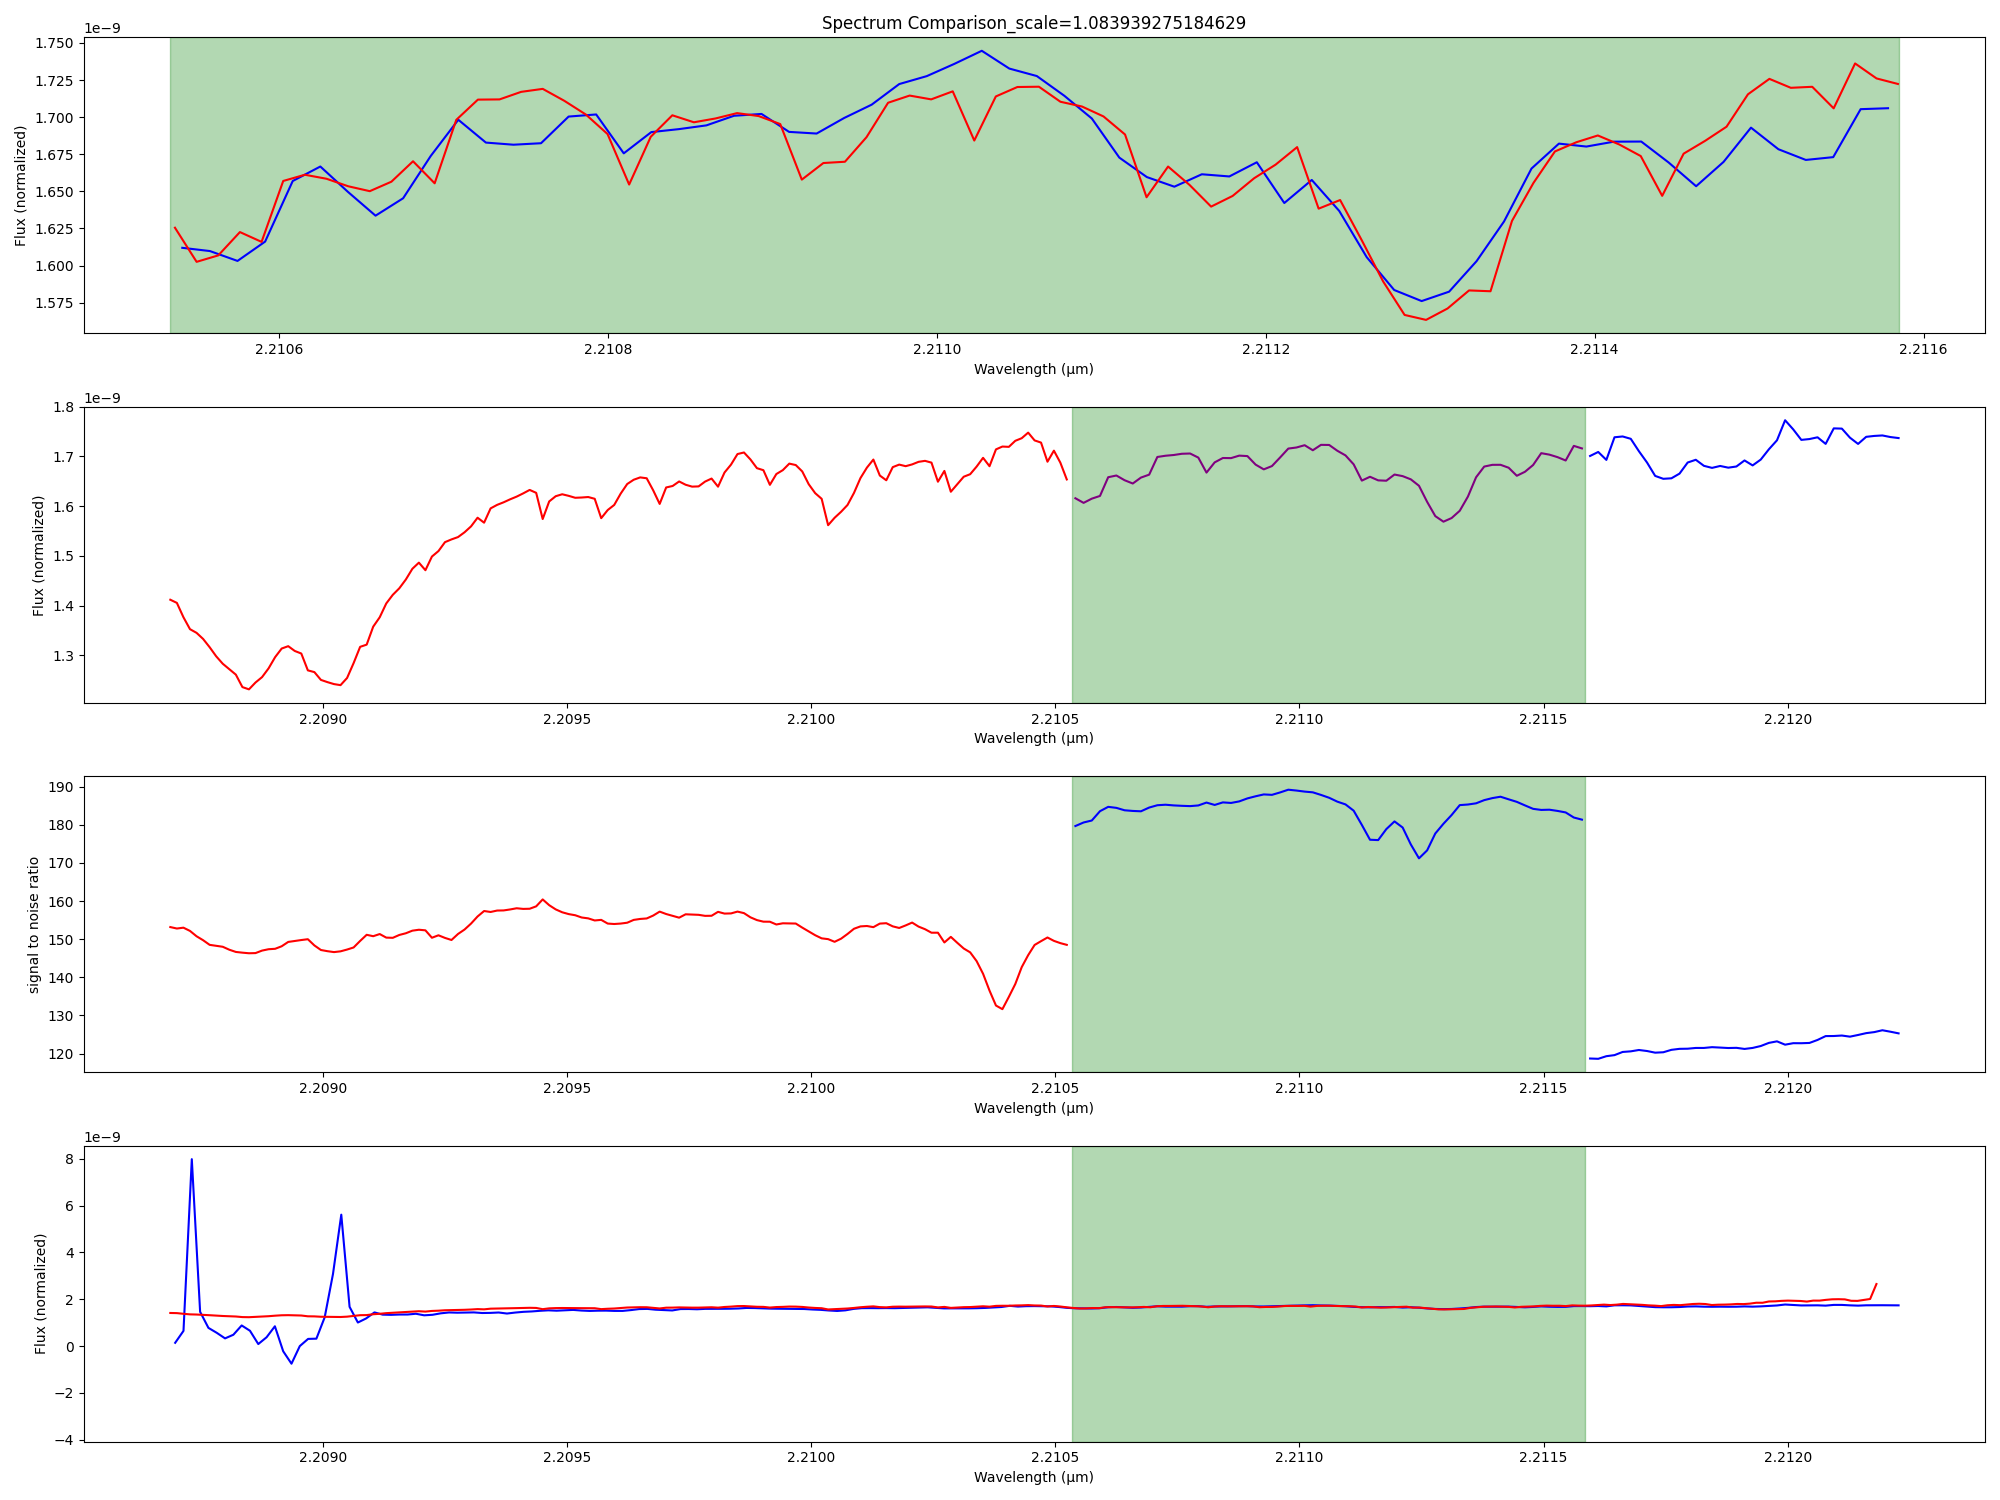 Spectrum Comparison_scale=1.083939275184629
1e−9
1.750
1.725
1.700
1.675
1.650
1.625
1.600
1.575
Flux (normalized)
2.2106 2.2108 2.2110 2.2112 2.2114 2.2116
Wavelength (μm)
1e−9
1.8
1.7
1.6
1.5
1.4
1.3
Flux (normalized)
2.2090 2.2095 2.2100 2.2105 2.2110 2.2115 2.2120
Wavelength (μm)
190
180
170
160
150
140
130
120
signal to noise ratio
2.2090 2.2095 2.2100 2.2105 2.2110 2.2115 2.2120
Wavelength (μm)
1e−9
8
6
4
2
0
−2
−4
Flux (normalized)
2.2090 2.2095 2.2100 2.2105 2.2110 2.2115 2.2120
Wavelength (μm)